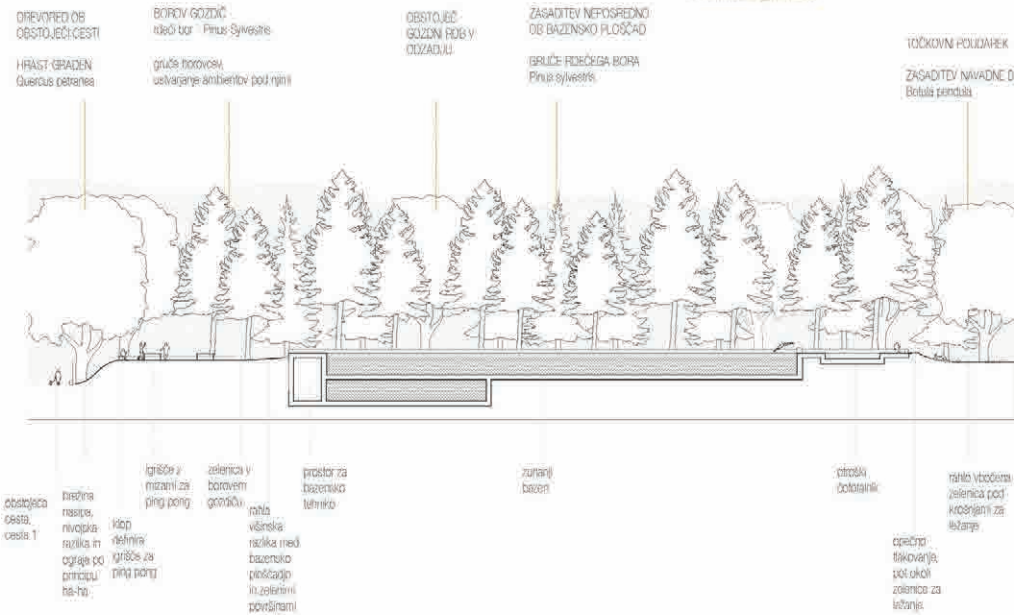 DREVORED OB
OBSTOJEČI CESTI
HRAST GRADEN
Quercus petraea
BOROV GOZDIČ
rdeči bor - Pinus Sylvestris
gruče borovcev,
ustvarjanje ambientov pod njimi
OBSTOJEČ
GOZDNI ROB V
OZADJU
ZASADITEV NEPOSREDNO
OB BAZENSKO PLOŠČAD
GRUČE RDEČEGA BORA
Pinus sylvestris
TOČKOVNI POUDAREK
ZASADITEV NAVADNE
Betula pendula
obstoječa
cesta,
cesta 1
brežina
nasipa,
nivojska
razlika in
ograja po
principu
ha-ha
klop
definira
igrišče za
ping pong
igrišče z
mizami za
ping pong
zelenica v
borovem
gozdiču
rahla
višinska
razlika med
bazensko
ploščadjo
in zelenimi
površinami
prostor za
bazensko
tehniko
zunanji
bazen
otroški
čofotalnik
opečno
tlakovanje,
pot okoli
zelenice za
ležanje
rahlo vbočena
zelenica pod
krošnjami za
ležanje